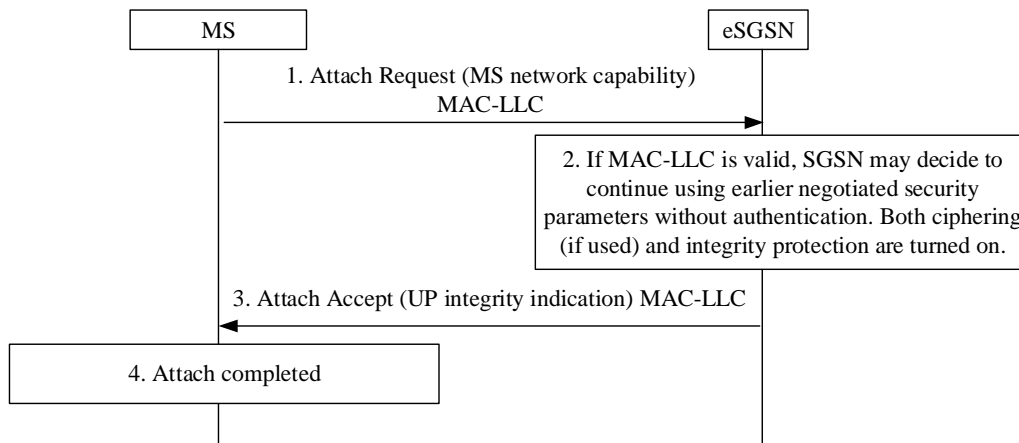 MS
eSGSN
1. Attach Request (MS network capability)
MAC-LLC
2. If MAC-LLC is valid, SGSN may decide to
continue using earlier negotiated security
parameters without authentication. Both ciphering
(if used) and integrity protection are turned on.
3. Attach Accept (UP integrity indication) MAC-LLC
4. Attach completed